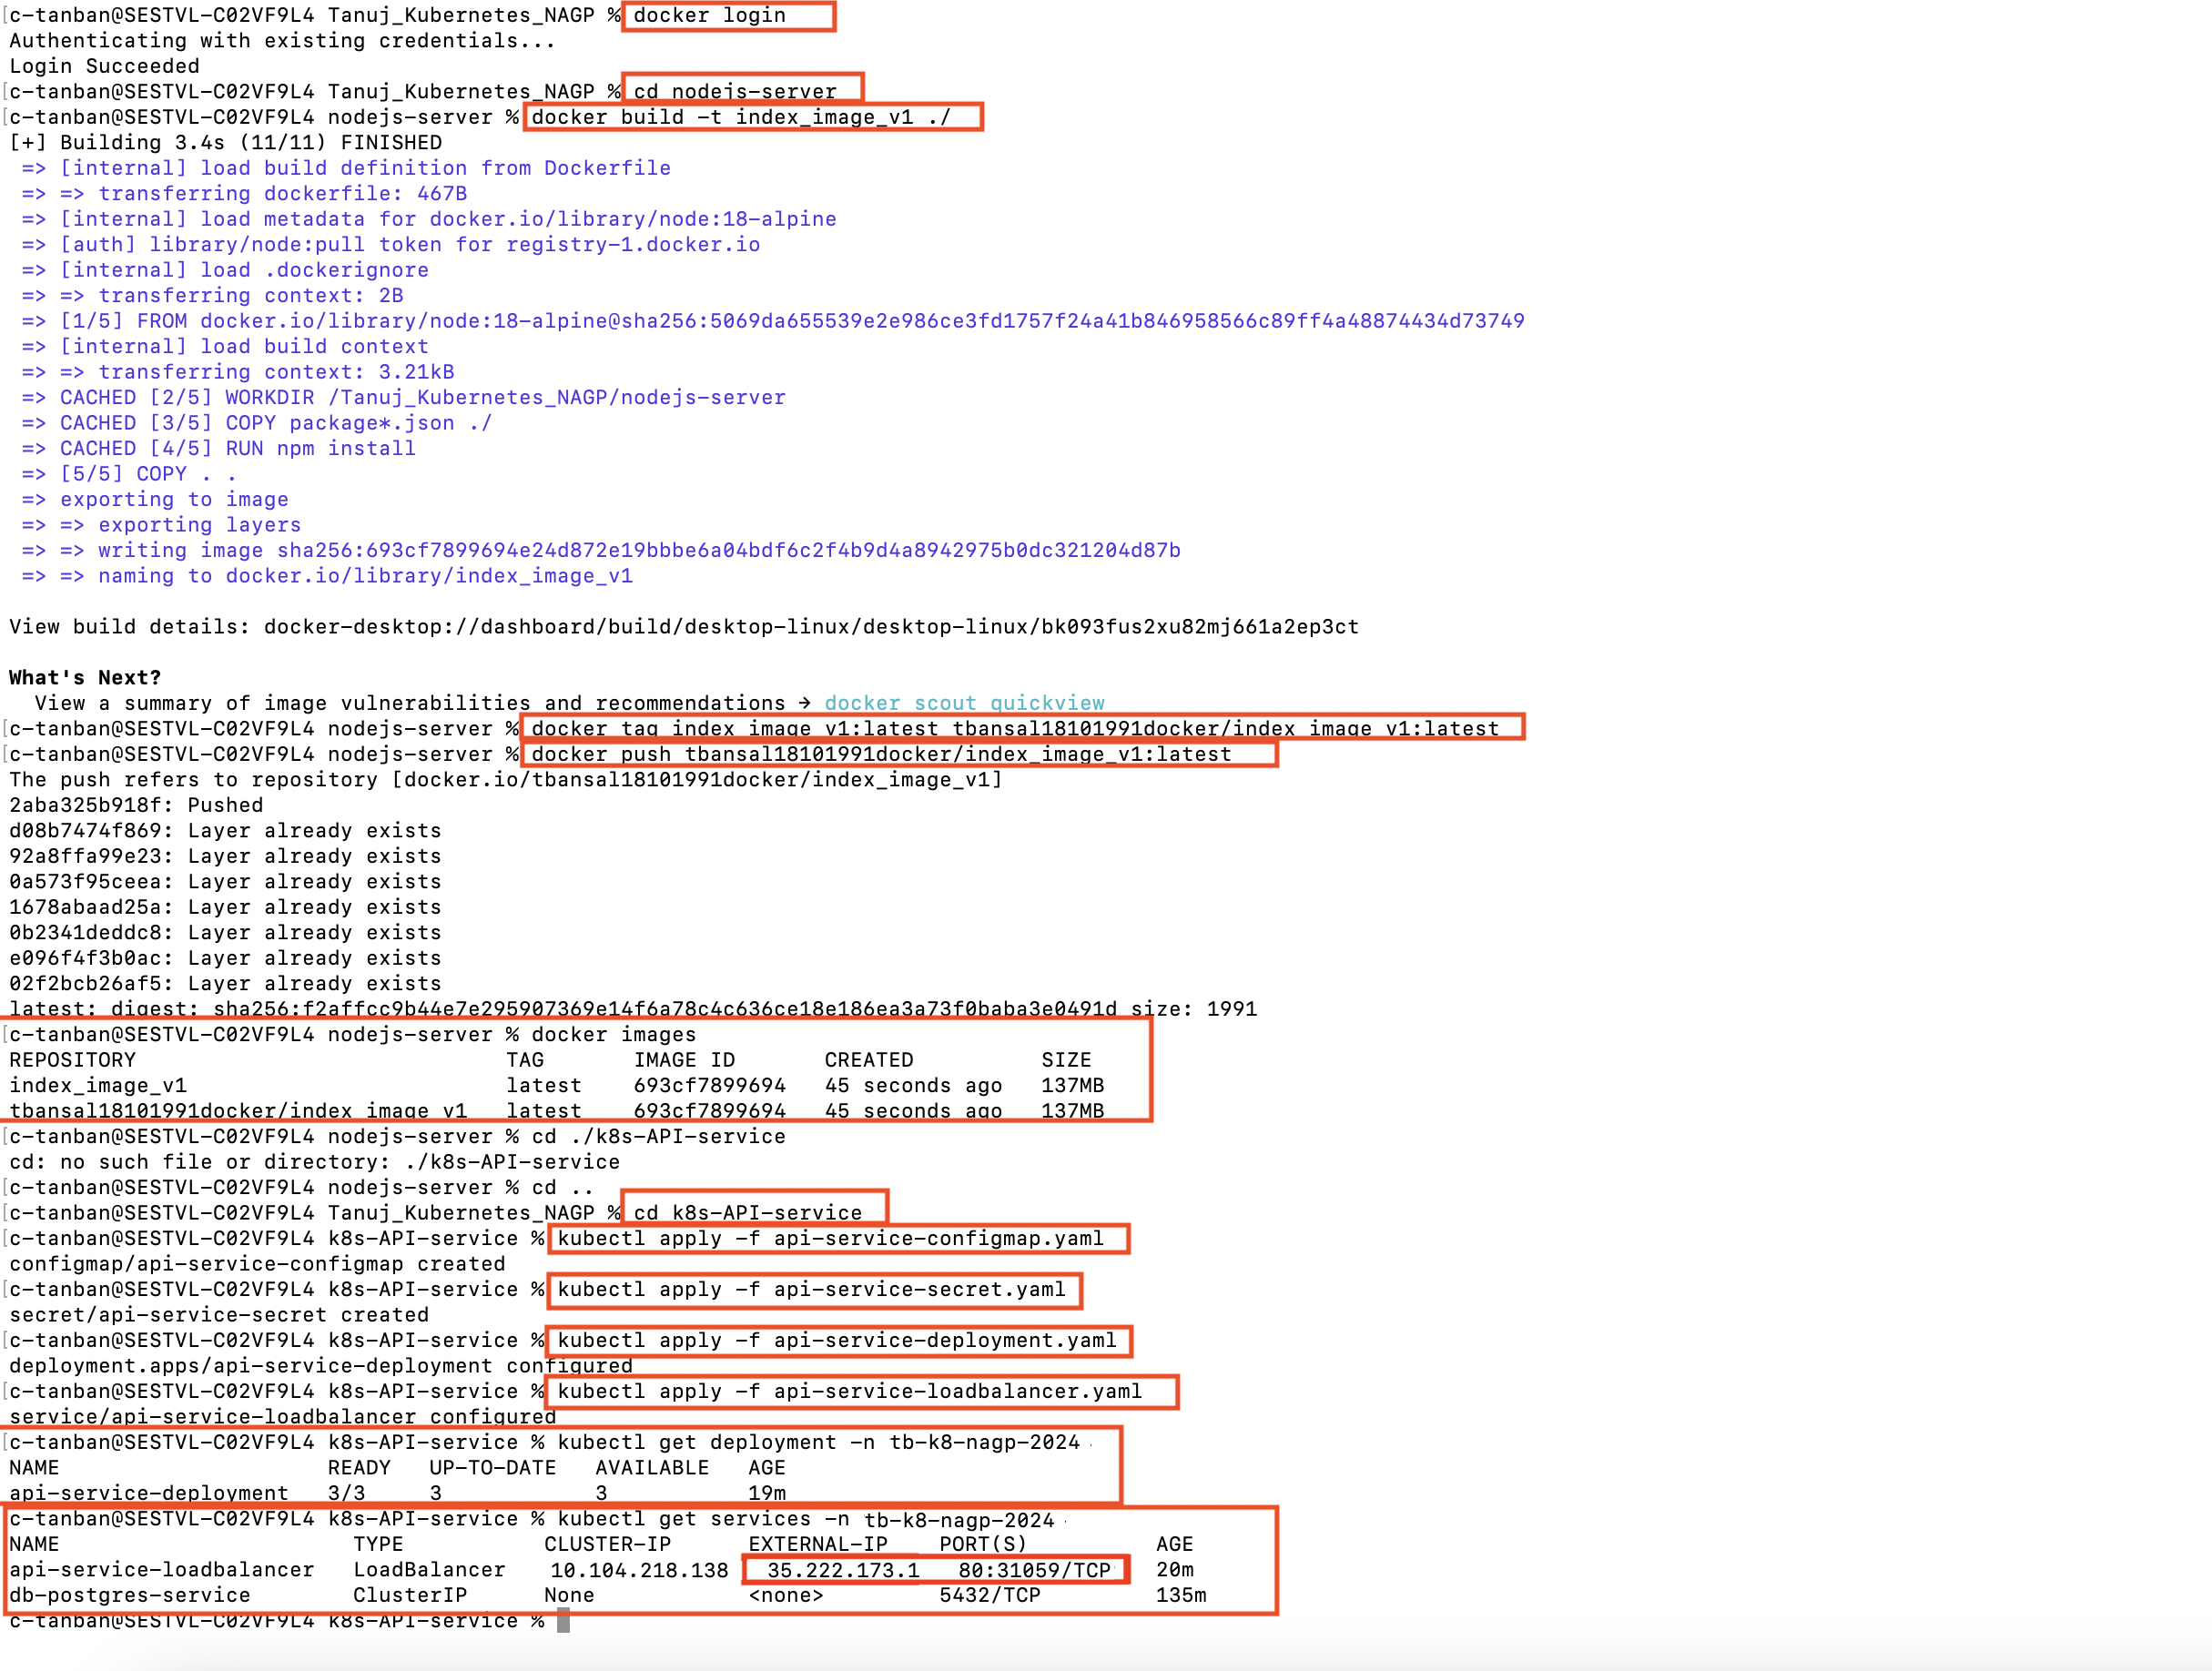 c-tanban@SESTVL-C02VF9L4 Tanuj_Kubernetes_NAGP % docker login
Authenticating with existing credentials...
Login Succeeded
c-tanban@SESTVL-C02VF9L4 Tanuj_Kubernetes_NAGP % cd nodejs-server
c-tanban@SESTVL-C02VF9L4 nodejs-server % docker build -t index_image_v1 ./
[+] Building 3.4s (11/11) FINISHED
=> [internal] load build definition from Dockerfile
=> => transferring dockerfile: 467B
=> [internal] load metadata for docker.io/library/node:18-alpine
=> [auth] library/node:pull token for registry-1.docker.io
=> [internal] load .dockerignore
=> => transferring context: 2B
=> [1/5] FROM docker.io/library/node:18-alpine@sha256:5069da655539e2e986ce3fd1757f24a41b846958566c89ff4a48874434d73749
=> [internal] load build context
=> => transferring context: 3.21kB
=> CACHED [2/5] WORKDIR /Tanuj_Kubernetes_NAGP/nodejs-server
=> CACHED [3/5] COPY package*.json ./
=> CACHED [4/5] RUN npm install
=> [5/5] COPY . .
=> exporting to image
=> => exporting layers
=> => writing image sha256:693cf7899694e24d872e19bbbe6a04bdf6c2f4b9d4a8942975b0dc321204d87b
=> => naming to docker.io/library/index_image_v1
View build details: docker-desktop://dashboard/build/desktop-linux/desktop-linux/bk093fus2xu82mj661a2ep3ct
What's Next?
View a summary of image vulnerabilities and recommendations → docker scout quickview
c-tanban@SESTVL-C02VF9L4 nodejs-server % docker tag index_image_v1:latest tbansal18101991docker/index_image_v1:latest
c-tanban@SESTVL-C02VF9L4 nodejs-server % docker push tbansal18101991docker/index_image_v1:latest
The push refers to repository [docker.io/tbansal18101991docker/index_image_v1]
2aba325b918f: Pushed
d08b7474f869: Layer already exists
92a8ffa99e23: Layer already exists
0a573f95ceea: Layer already exists
1678abaad25a: Layer already exists
0b2341deddc8: Layer already exists
e096f4f3b0ac: Layer already exists
02f2bcb26af5: Layer already exists
latest: digest: sha256:f2affcc9b44e7e295907369e14f6a78c4c636ce18e186ea3a73f0baba3e0491d size: 1991
c-tanban@SESTVL-C02VF9L4 nodejs-server % docker images
REPOSITORY TAG IMAGE ID CREATED SIZE
index_image_v1 latest 693cf7899694 45 seconds ago 137MB
tbansal18101991docker/index_image_v1 latest 693cf7899694 45 seconds ago 137MB
c-tanban@SESTVL-C02VF9L4 nodejs-server % cd ./k8s-API-service
cd: no such file or directory: ./k8s-API-service
c-tanban@SESTVL-C02VF9L4 nodejs-server % cd ..
c-tanban@SESTVL-C02VF9L4 Tanuj_Kubernetes_NAGP % cd k8s-API-service
c-tanban@SESTVL-C02VF9L4 k8s-API-service % kubectl apply -f api-service-configmap.yaml
configmap/api-service-configmap created
c-tanban@SESTVL-C02VF9L4 k8s-API-service % kubectl apply -f api-service-secret.yaml
secret/api-service-secret created
c-tanban@SESTVL-C02VF9L4 k8s-API-service % kubectl apply -f api-service-deployment.yaml
deployment.apps/api-service-deployment configured
c-tanban@SESTVL-C02VF9L4 k8s-API-service % kubectl apply -f api-service-loadbalancer.yaml
service/api-service-loadbalancer configured
c-tanban@SESTVL-C02VF9L4 k8s-API-service % kubectl get deployment -n tb-k8-nagp-2024
NAME READY UP-TO-DATE AVAILABLE AGE
api-service-deployment 3/3 3 3 19m
c-tanban@SESTVL-C02VF9L4 k8s-API-service % kubectl get services -n tb-k8-nagp-2024
NAME TYPE CLUSTER-IP EXTERNAL-IP PORT(S) AGE
api-service-loadbalancer LoadBalancer 10.104.218.138 35.222.173.1 80:31059/TCP 20m
db-postgres-service ClusterIP None <none> 5432/TCP 135m
c-tanban@SESTVL-C02VF9L4 k8s-API-service %